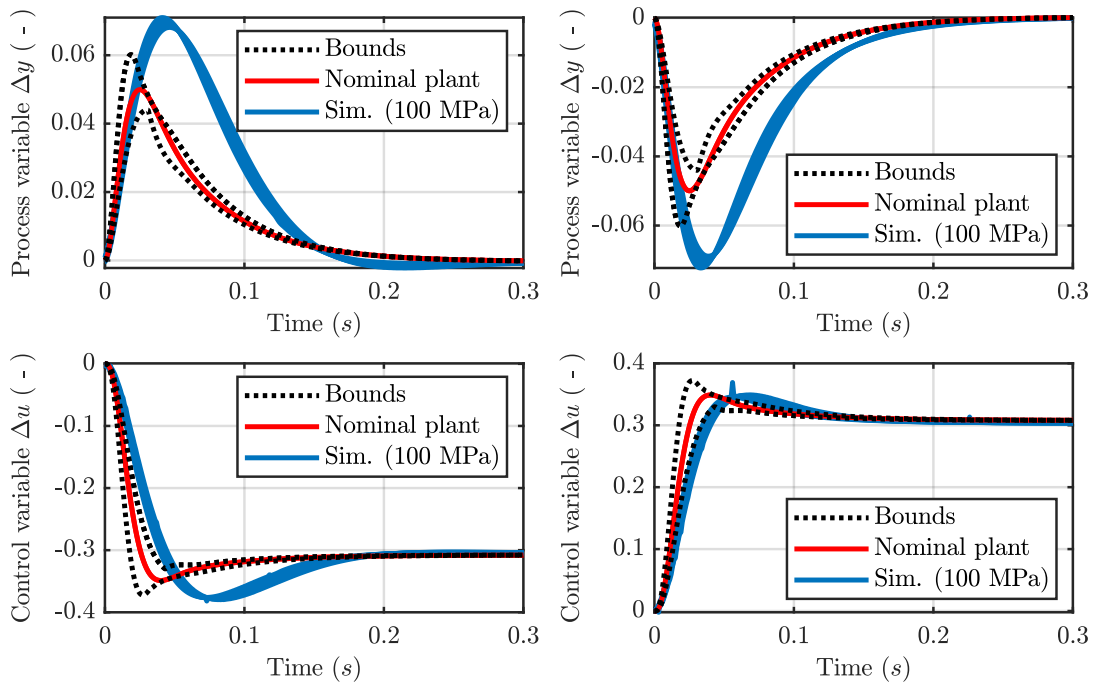 Process variable Δy ( - )
0.06
0.04
0.02
0
Bounds
Nominal plant
Sim. (100 MPa)
0
0.1
0.2
0.3
Time (s)
Process variable Δy ( - )
0
-0.02
-0.04
-0.06
Bounds
Nominal plant
Sim. (100 MPa)
0
0.1
0.2
0.3
Time (s)
Control variable Δu ( - )
0
-0.1
-0.2
-0.3
-0.4
Bounds
Nominal plant
Sim. (100 MPa)
0
0.1
0.2
0.3
Time (s)
Control variable Δu ( - )
0.4
0.3
0.2
0.1
0
Bounds
Nominal plant
Sim. (100 MPa)
0
0.1
0.2
0.3
Time (s)